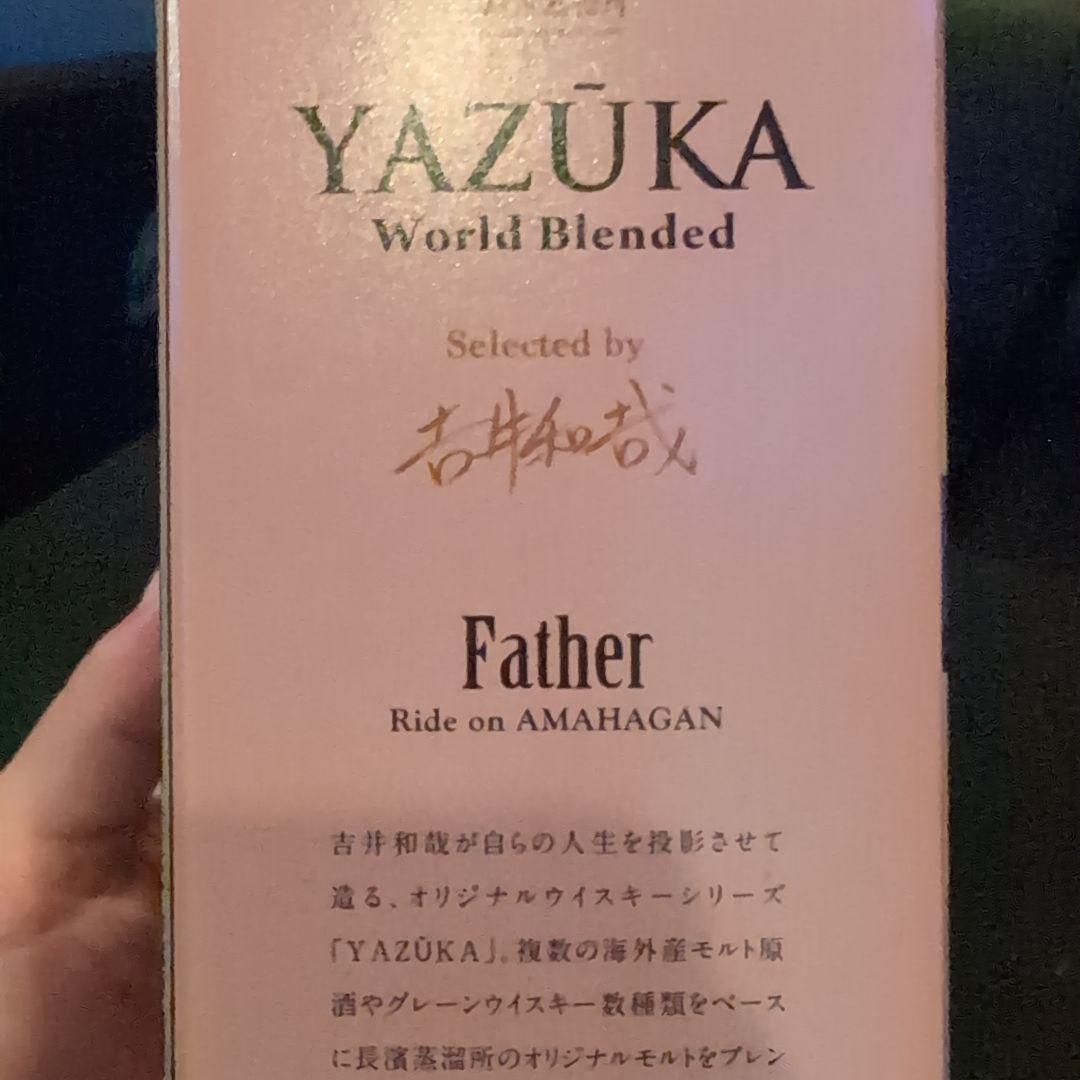 YAZŪKA
World Blended
Selected by
吉井和哉
Father
Ride on AMAHAGAN
吉井和哉が自らの人生を投影させて
造る、オリジナルウイスキーシリーズ
「YAZŪKA」。複数の海外産モルト原
酒やグレーンウイスキー数種類をベース
に長濱蒸溜所のオリジナルモルトをブレン